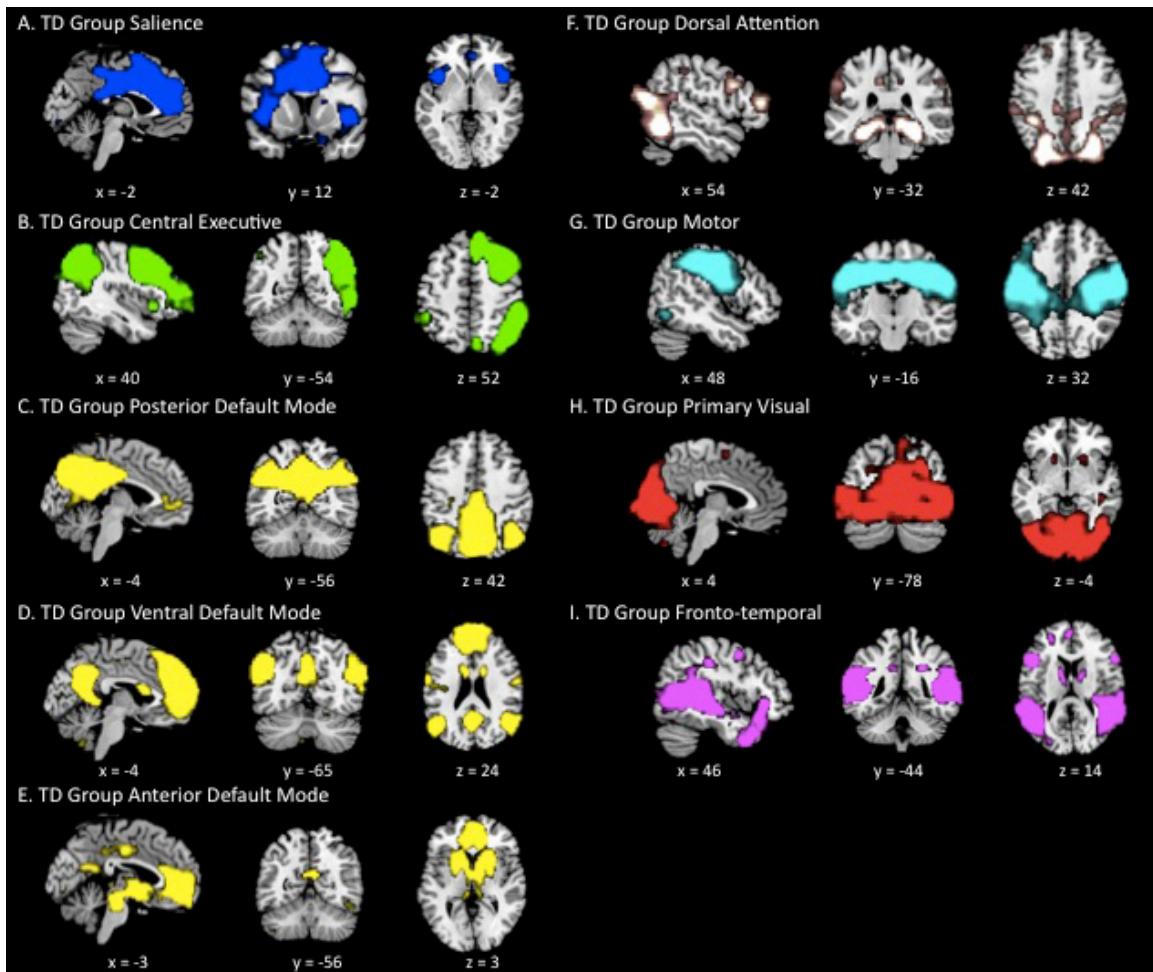 A. TD Group Salience
x = -2 y = 12 z = -2
B. TD Group Central Executive
x = 40 y = -54 z = 52
C. TD Group Posterior Default Mode
x = -4 y = -56 z = 42
D. TD Group Ventral Default Mode
x = -4 y = -65 z = 24
E. TD Group Anterior Default Mode
x = -3 y = -56 z = 3
F. TD Group Dorsal Attention
x = 54 y = -32 z = 42
G. TD Group Motor
x = 48 y = -16 z = 32
H. TD Group Primary Visual
x = 4 y = -78 z = -4
I. TD Group Fronto-temporal
x = 46 y = -44 z = 14